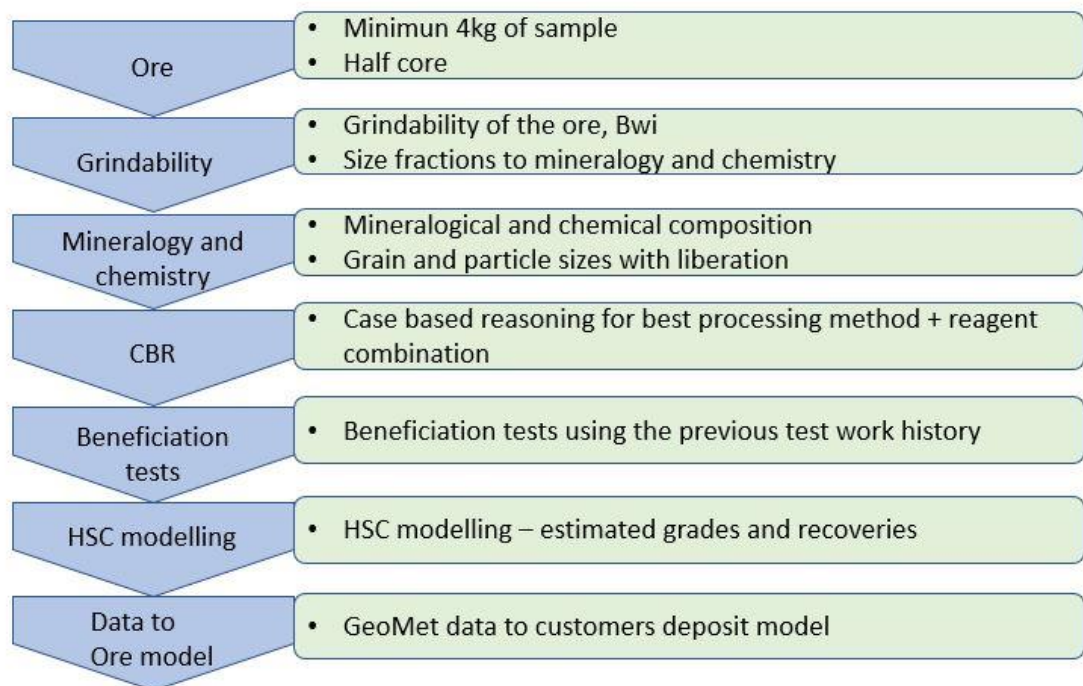 Ore
• Minimun 4kg of sample
• Half core
Grindability
• Grindability of the ore, Bwi
• Size fractions to mineralogy and chemistry
Mineralogy and
chemistry
• Mineralogical and chemical composition
• Grain and particle sizes with liberation
CBR
• Case based reasoning for best processing method + reagent
combination
Beneficiation
tests
• Beneficiation tests using the previous test work history
HSC modelling
• HSC modelling – estimated grades and recoveries
Data to
Ore model
• GeoMet data to customers deposit model